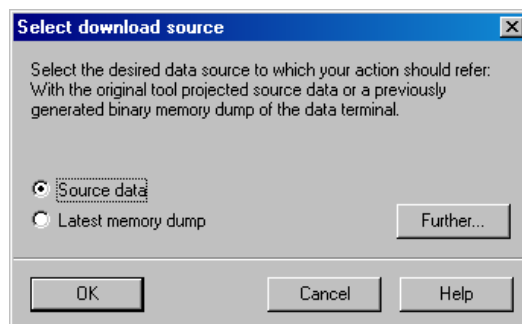 Select download source
Select the desired data source to which your action should refer:
With the original tool projected source data or a previously
generated binary memory dump of the data terminal.
Source data
Latest memory dump
Further...
OK
Cancel
Help